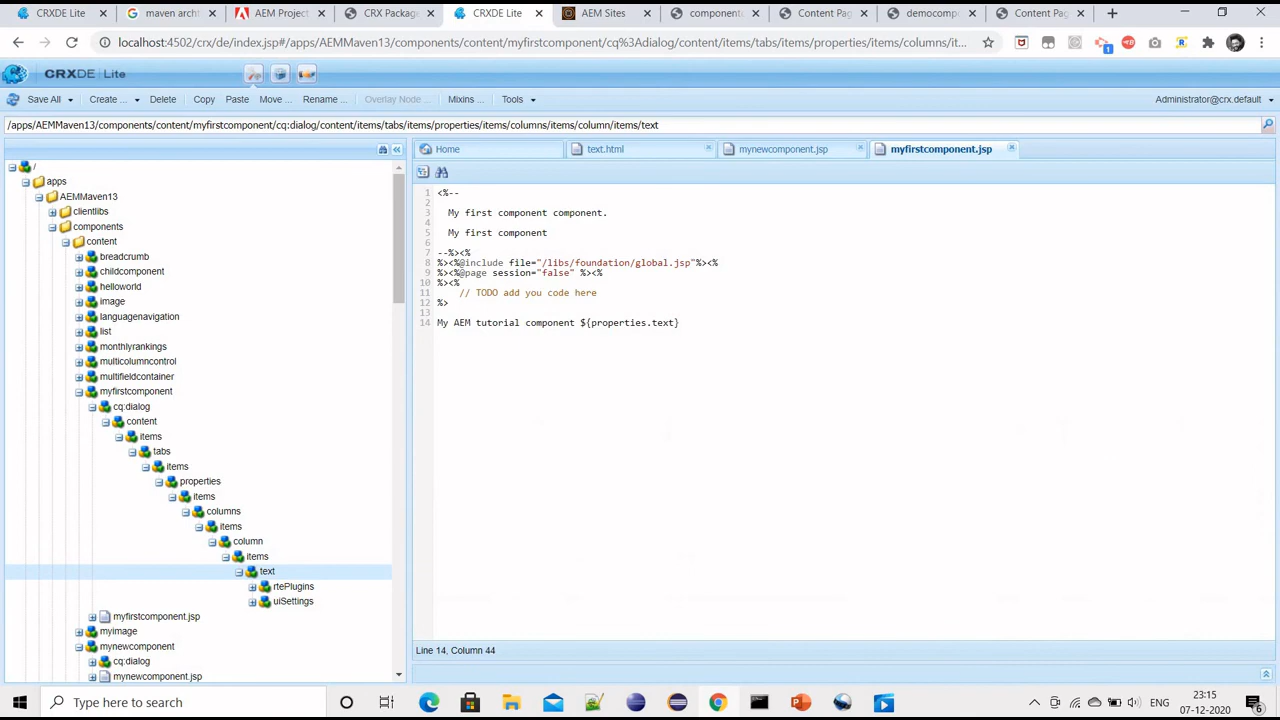 CRXDE Lite
maven archt
AEM Project
CRX Package
CRXDE Lite
AEM Sites
component
Content Pag
democompo
Content Pag
localhost:4502/crx/de/index.jsp#/apps/AEMMaven13/components/content/myfirstcomponent/cq%3Adialog/content/items/tabs/items/properties/items/columns/it...
CRXDE | Lite
Save All
Create ...
Delete
Copy
Paste
Move ...
Rename ...
Overlay Node ...
Mixins ...
Tools
Administrator@crx.default
/apps/AEMMaven13/components/content/myfirstcomponent/cq:dialog/content/items/tabs/items/properties/items/columns/items/column/items/text
/
apps
AEMMaven13
clientlibs
components
content
breadcrumb
childcomponent
helloworld
image
languagenavigation
list
monthlyrankings
multicolumncontrol
multifieldcontainer
myfirstcomponent
cq:dialog
content
items
tabs
items
properties
items
columns
items
column
items
text
rtePlugins
uiSettings
myfirstcomponent.jsp
myimage
mynewcomponent
cq:dialog
mynewcomponent.jsp
Home
text.html
mynewcomponent.jsp
myfirstcomponent.jsp
1 <%--
2
3 My first component component.
4
5 My first component
6
7 --%><%
8 %><%@include file="/libs/foundation/global.jsp"%><%
9 %><%@page session="false" %><%
10 %><%
11 // TODO add you code here
12 %>
13
14 My AEM tutorial component ${properties.text}
Line 14, Column 44
Type here to search
ENG
23:15
07-12-2020
6